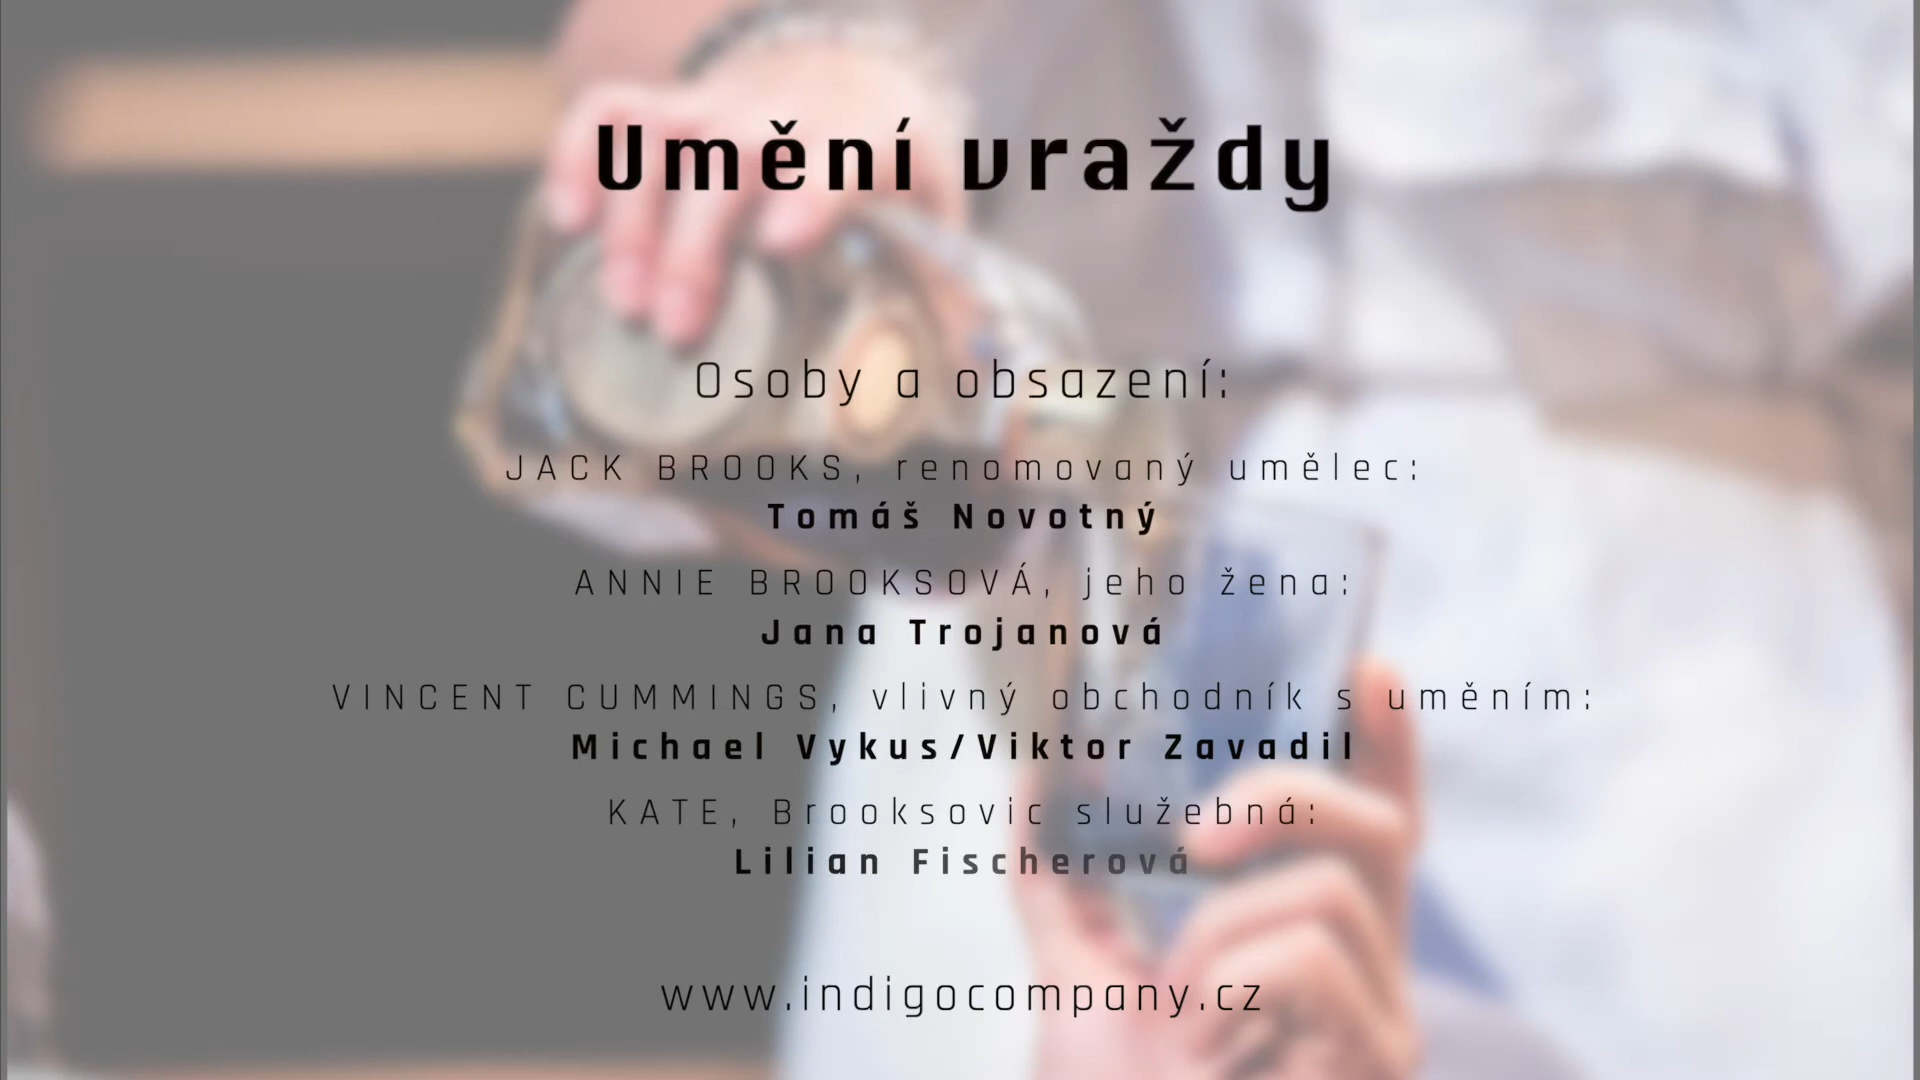 Umění vraždy
Osoby a obsazení:
JACK BROOKS, renomovaný umělec:
Tomáš Novotný
ANNIE BROOKSOVÁ, jeho žena:
Jana Trojanová
VINCENT CUMMINGS, vlivný obchodník s uměním:
Michael Vykus/Viktor Zavadil
KATE, Brooksovic služebná:
Lilian Fischerová
www.indigocompany.cz